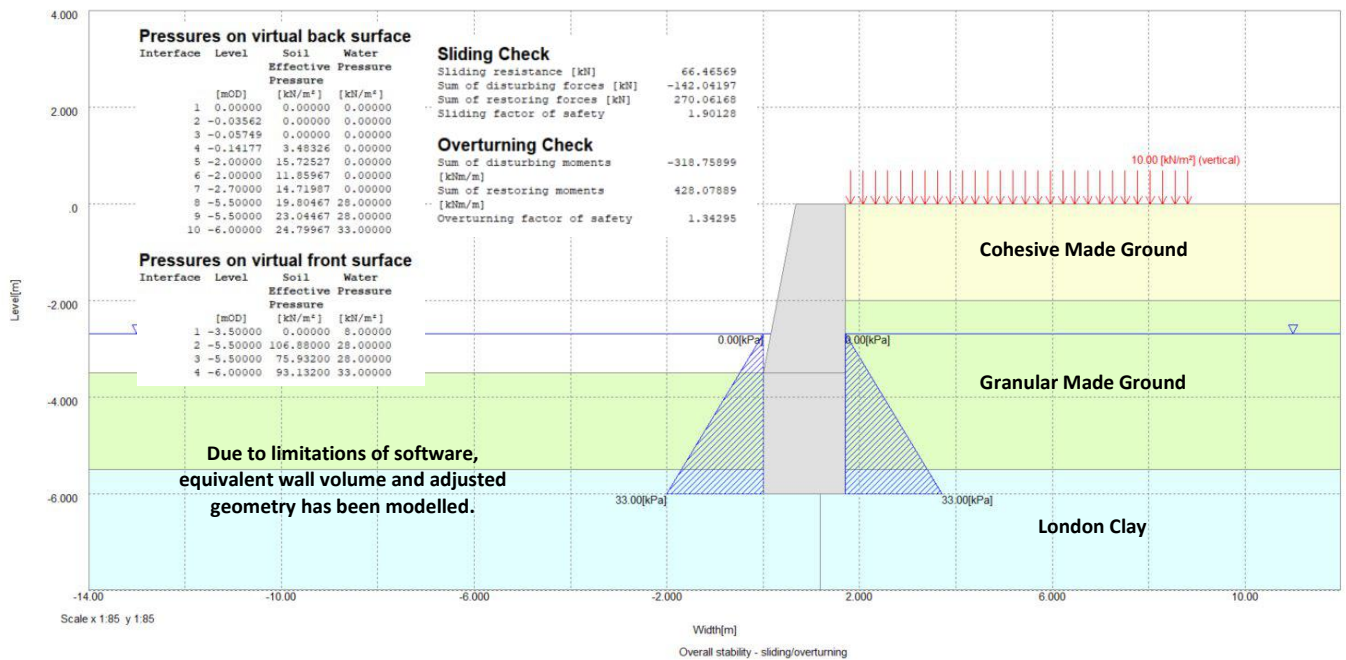 4.000
2.000
.0
-2.000
-4.000
-6.000
Level[m]
Pressures on virtual back surface
Interface Level Soil Water
Effective Pressure
Pressure
[mOD] [kN/m²] [kN/m²]
1 0.00000 0.00000 0.00000
2 -0.03562 0.00000 0.00000
3 -0.05749 0.00000 0.00000
4 -0.14177 3.48326 0.00000
5 -2.00000 15.72527 0.00000
6 -2.00000 11.85967 0.00000
7 -2.70000 14.71987 0.00000
8 -5.50000 19.80467 28.00000
9 -5.50000 23.04467 28.00000
10 -6.00000 24.79967 33.00000
Pressures on virtual front surface
Interface Level Soil Water
Effective Pressure
Pressure
[mOD] [kN/m²] [kN/m²]
1 -3.50000 0.00000 8.00000
2 -5.50000 106.88000 28.00000
3 -5.50000 75.93200 28.00000
4 -6.00000 93.13200 33.00000
Sliding Check
Sliding resistance [kN] 66.46569
Sum of disturbing forces [kN] -142.04197
Sum of restoring forces [kN] 270.06168
Sliding factor of safety 1.90128
Overturning Check
Sum of disturbing moments -318.75899
[kNm/m]
Sum of restoring moments 428.07889
[kNm/m]
Overturning factor of safety 1.34295
10.00 [kN/m²] (vertical)
Cohesive Made Ground
0.00[kPa]
0.00[kPa]
Granular Made Ground
Due to limitations of software,
equivalent wall volume and adjusted
geometry has been modelled.
33.00[kPa]
33.00[kPa]
London Clay
-14.00 -10.00 -6.000 -2.000 2.000 6.000 10.00
Scale x 1:85 y 1:85
Width[m]
Overall stability - sliding/overturning